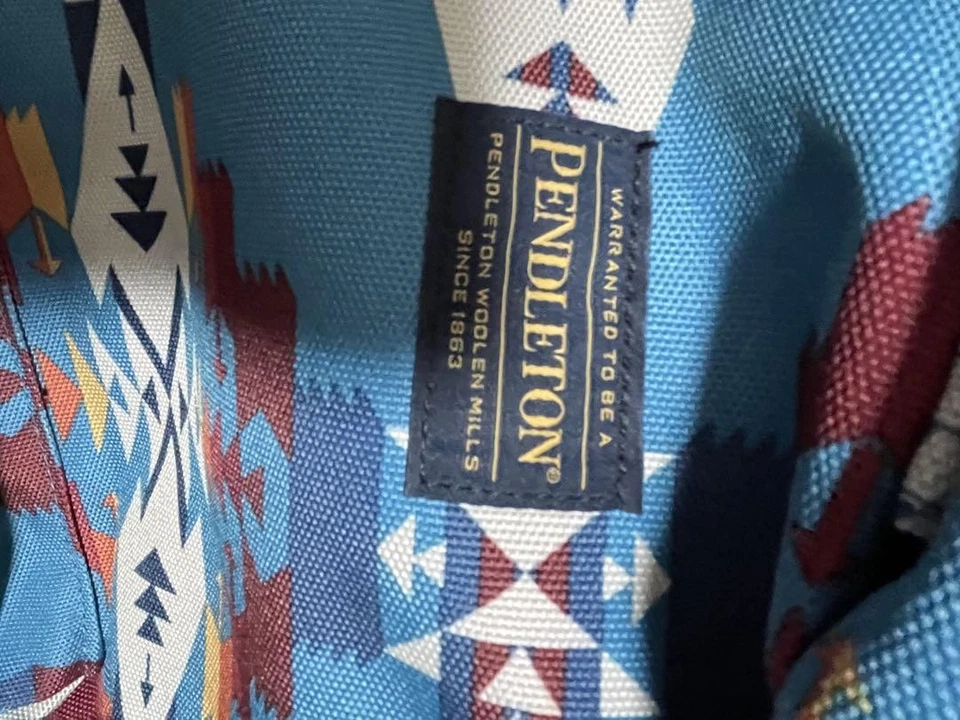 WARRANTED TO BE A
PENDLETON®
PENDLETON WOOLEN MILLS
SINCE 1863